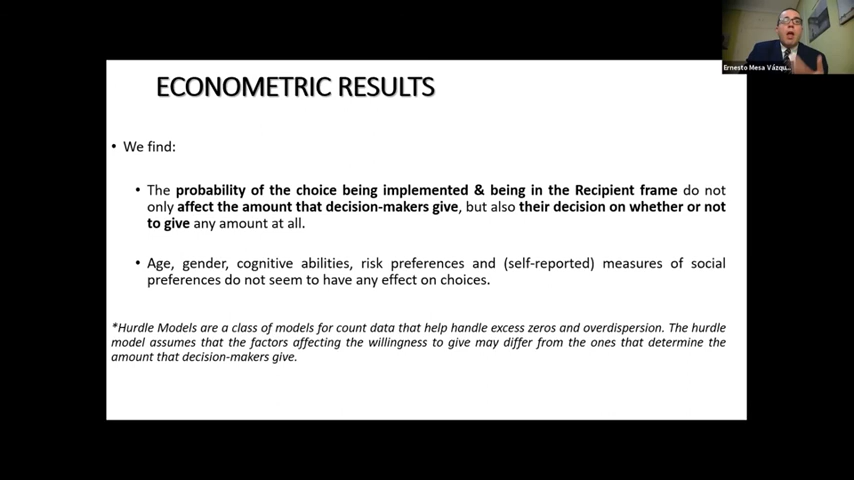 Ernesto Mesa Vázqu...
ECONOMETRIC RESULTS
• We find:
• The probability of the choice being implemented & being in the Recipient frame do not
only affect the amount that decision-makers give, but also their decision on whether or not
to give any amount at all.
• Age, gender, cognitive abilities, risk preferences and (self-reported) measures of social
preferences do not seem to have any effect on choices.
*Hurdle Models are a class of models for count data that help handle excess zeros and overdispersion. The hurdle
model assumes that the factors affecting the willingness to give may differ from the ones that determine the
amount that decision-makers give.